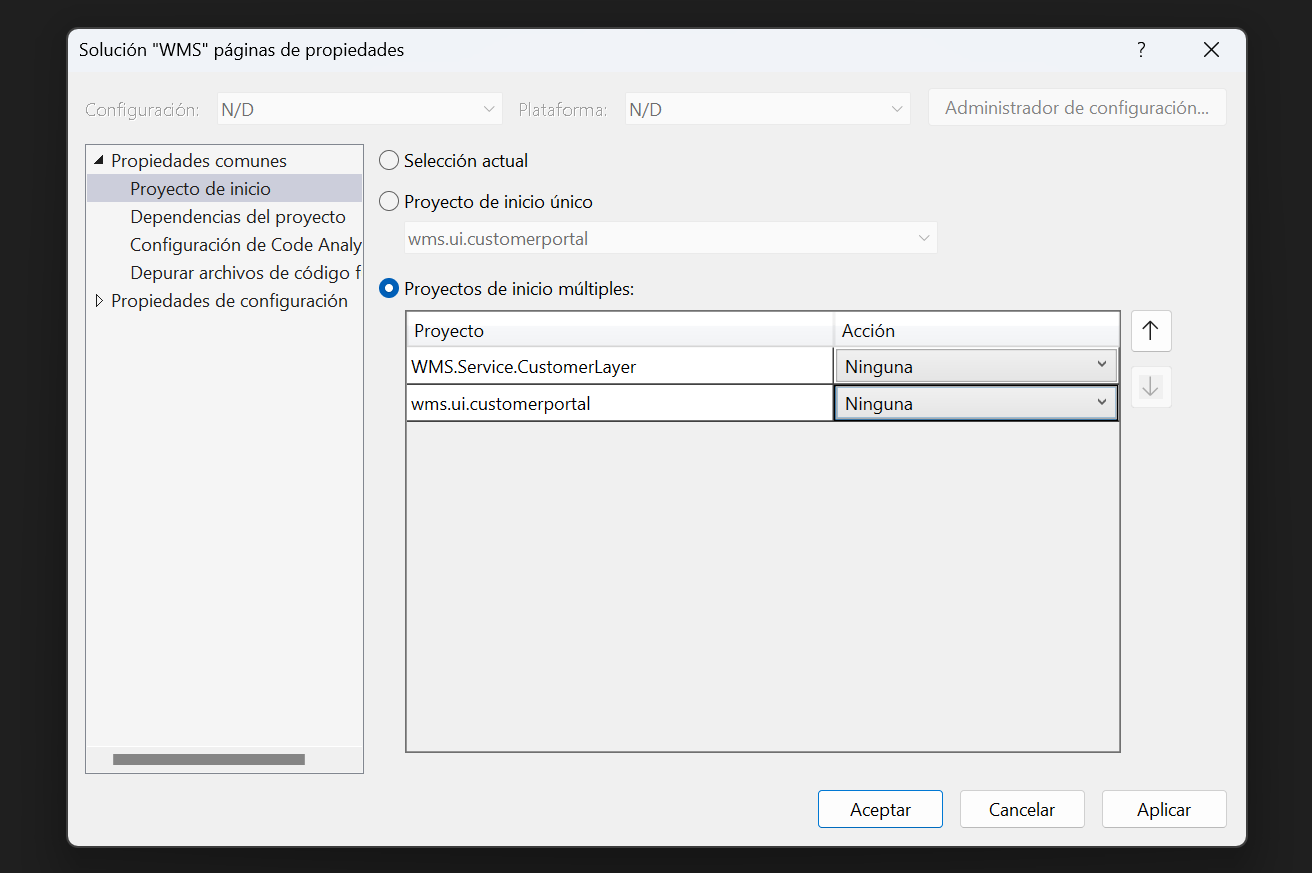 Solución "WMS" páginas de propiedades
?
Configuración:
N/D
Plataforma:
N/D
Administrador de configuración...
Propiedades comunes
Proyecto de inicio
Dependencias del proyecto
Configuración de Code Analy
Depurar archivos de código f
Propiedades de configuración
Selección actual
Proyecto de inicio único
wms.ui.customerportal
Proyectos de inicio múltiples:
Proyecto
Acción
WMS.Service.CustomerLayer
Ninguna
wms.ui.customerportal
Ninguna
Aceptar
Cancelar
Aplicar